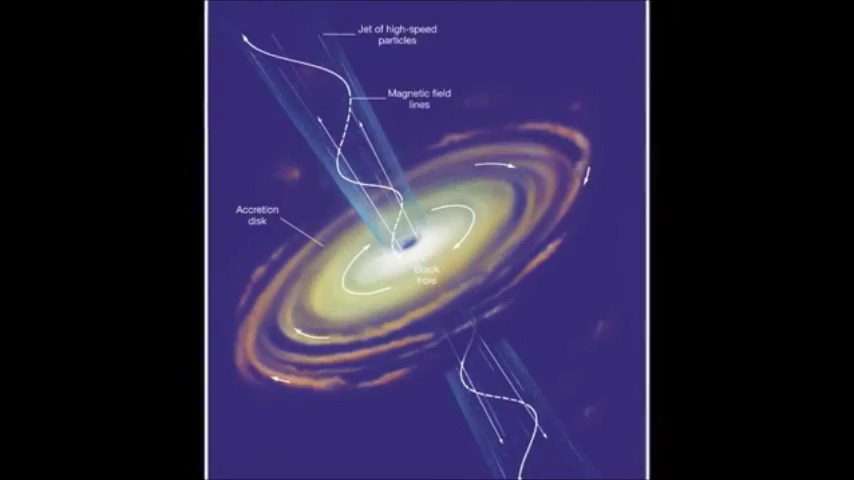 Jet of high-speed
particles
Magnetic field
lines
Accretion
disk
Black
hole